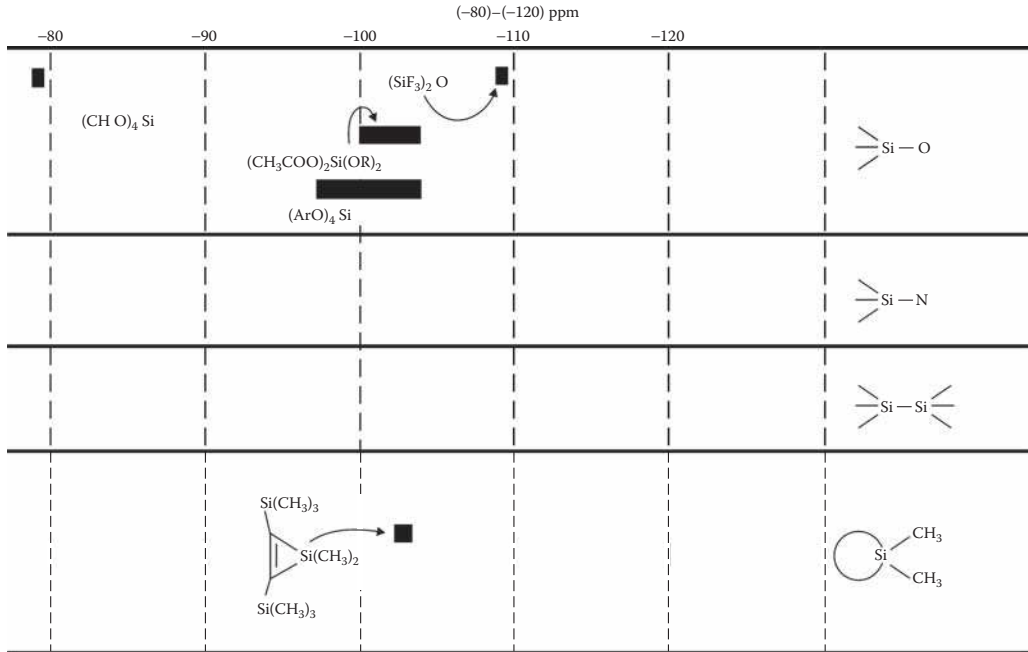 (−80)–(−120) ppm
−80 −90 −100 −110 −120
(SiF₃)₂ O
(CH O)₄ Si
Si — O
(CH₃COO)₂Si(OR)₂
(ArO)₄ Si
Si — N
Si — Si
Si(CH₃)₃
CH₃
Si(CH₃)₂
Si
CH₃
Si(CH₃)₃